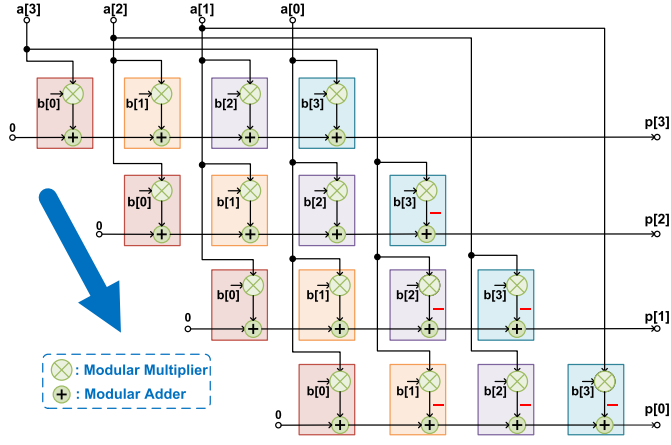 a[3] a[2] a[1] a[0]
b[0] b[1] b[2] b[3]
0 p[3]
b[0] b[1] b[2] b[3]
0 p[2]
b[0] b[1] b[2] b[3]
0 p[1]
: Modular Multiplier
b[0] b[1] b[2] b[3]
: Modular Adder
0 p[0]